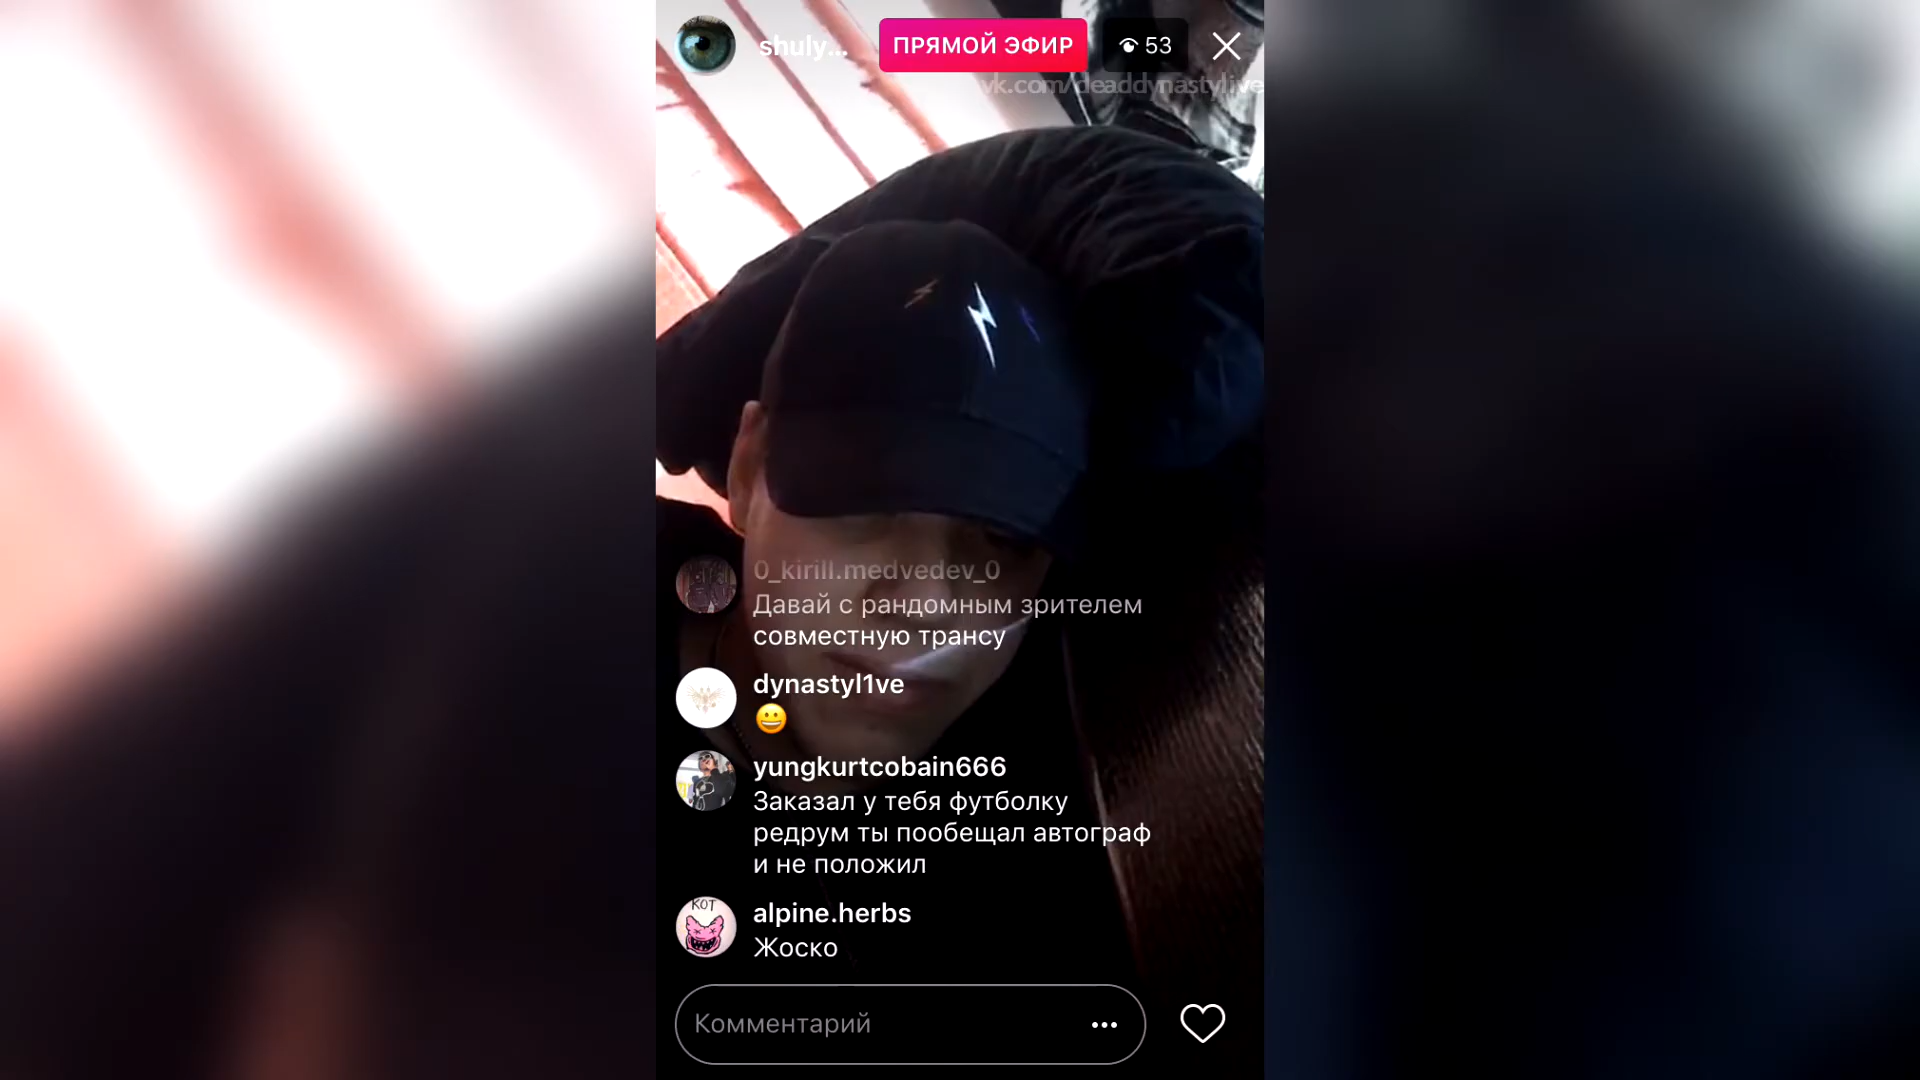 shuly...
ПРЯМОЙ ЭФИР
53
vk.com/deaddynastylive
0_kirill.medvedev_0
Давай с рандомным зрителем
совместную трансу
dynastyl1ve
😀
yungkurtcobain666
Заказал у тебя футболку
редрум ты пообещал автограф
и не положил
КОТ
alpine.herbs
Жоско
Комментарий